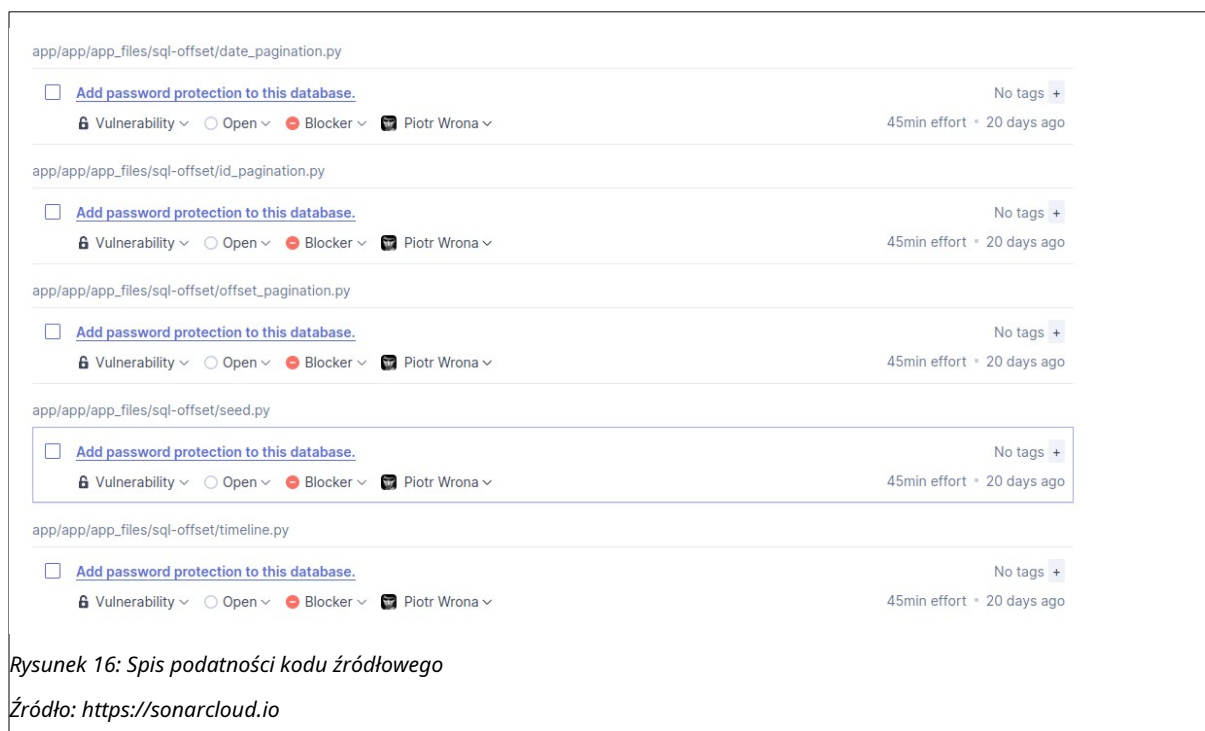 app/app/app_files/sql-offset/date_pagination.py
Add password protection to this database. No tags +
Vulnerability Open Blocker Piotr Wrona 45min effort • 20 days ago
app/app/app_files/sql-offset/id_pagination.py
Add password protection to this database. No tags +
Vulnerability Open Blocker Piotr Wrona 45min effort • 20 days ago
app/app/app_files/sql-offset/offset_pagination.py
Add password protection to this database. No tags +
Vulnerability Open Blocker Piotr Wrona 45min effort • 20 days ago
app/app/app_files/sql-offset/seed.py
Add password protection to this database. No tags +
Vulnerability Open Blocker Piotr Wrona 45min effort • 20 days ago
app/app/app_files/sql-offset/timeline.py
Add password protection to this database. No tags +
Vulnerability Open Blocker Piotr Wrona 45min effort • 20 days ago
Rysunek 16: Spis podatności kodu źródłowego
Źródło: https://sonarcloud.io